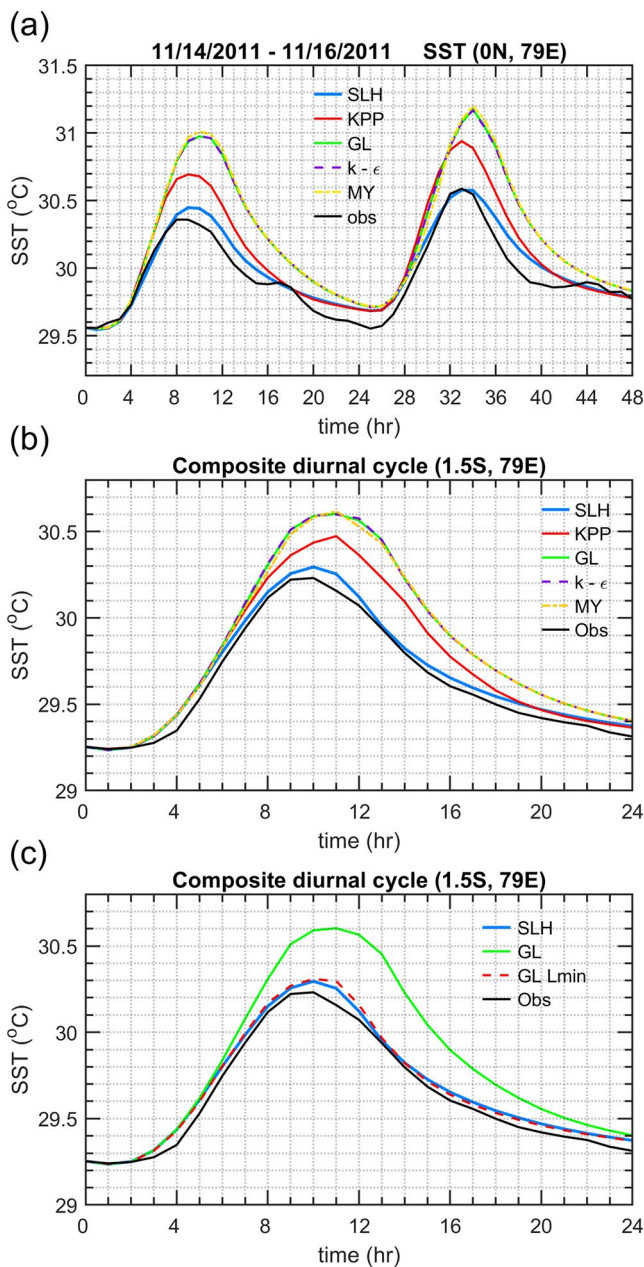 (a)
11/14/2011 - 11/16/2011 SST (0N, 79E)
31.5
31
30.5
30
29.5
SST (°C)
SLH
KPP
GL
k - ϵ
MY
obs
0 4 8 12 16 20 24 28 32 36 40 44 48
time (hr)
(b)
Composite diurnal cycle (1.5S, 79E)
30.5
30
29.5
29
SST (°C)
SLH
KPP
GL
k - ϵ
MY
Obs
0 4 8 12 16 20 24
time (hr)
(c)
Composite diurnal cycle (1.5S, 79E)
30.5
30
29.5
29
SST (°C)
SLH
GL
GL Lmin
Obs
0 4 8 12 16 20 24
time (hr)